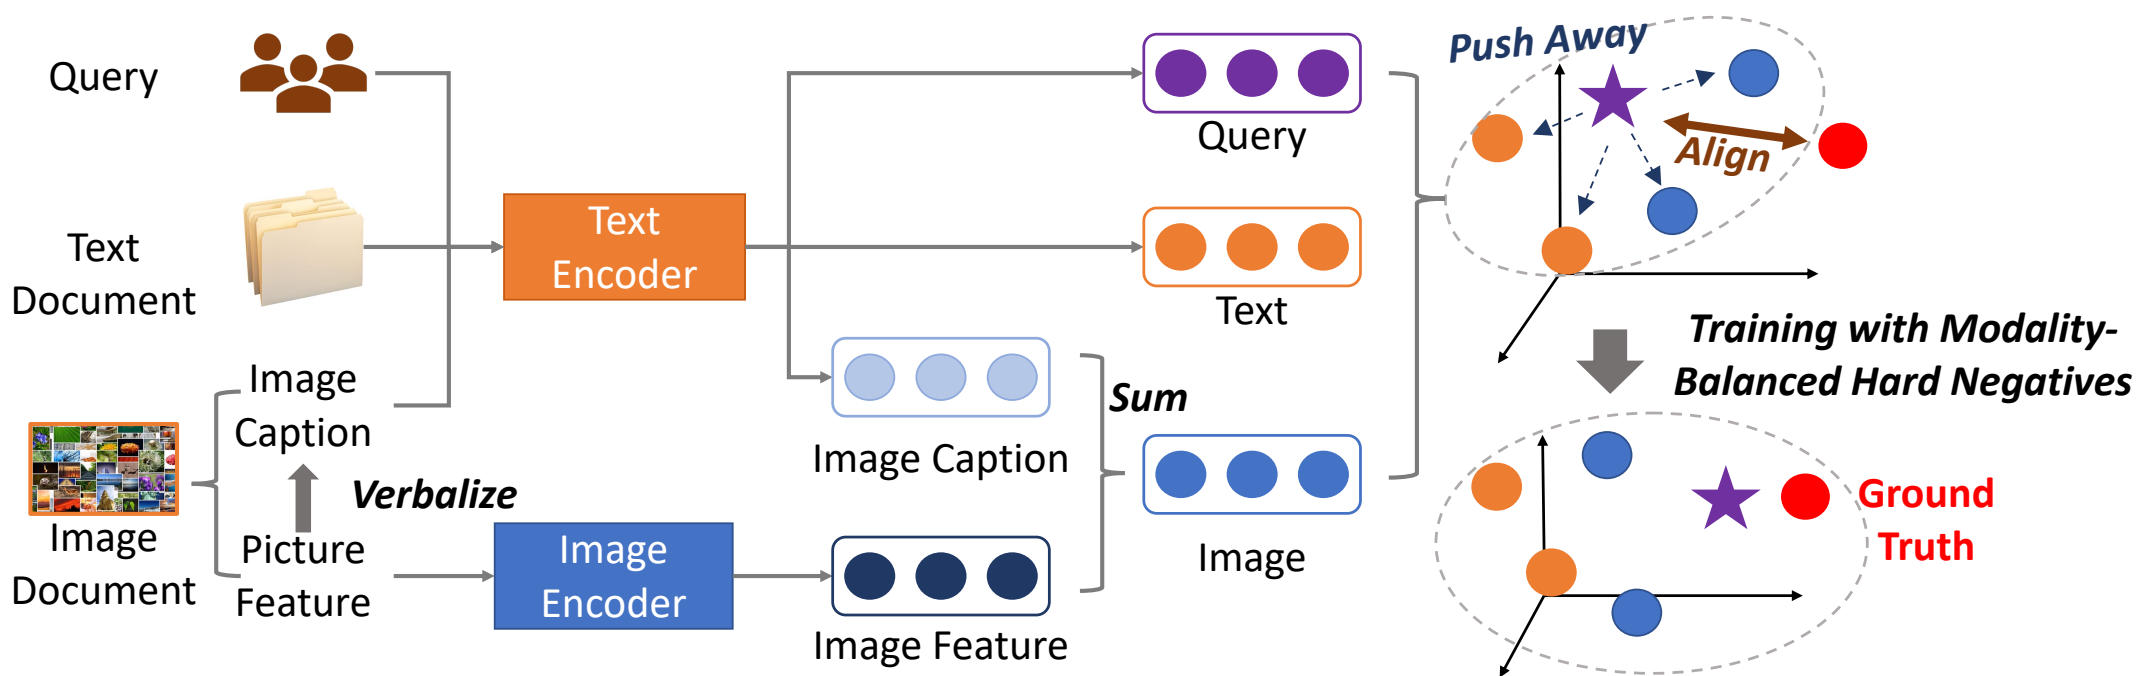 Query
Text
Document
Image
Caption
Verbalize
Image
Document
Picture
Feature
Text
Encoder
Image
Encoder
Query
Text
Image Caption
Sum
Image
Image Feature
Push Away
Align
Training with Modality-
Balanced Hard Negatives
Ground
Truth